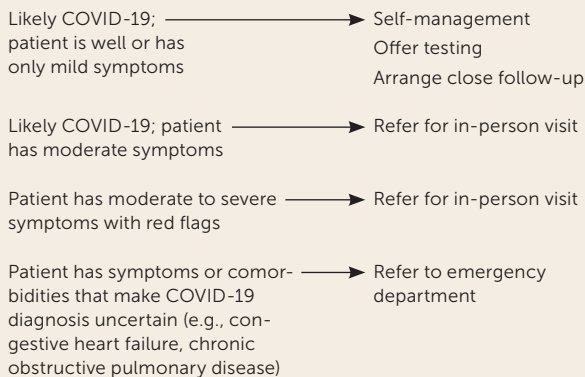 Likely COVID-19;
patient is well or has
only mild symptoms
Self-management
Offer testing
Arrange close follow-up
Likely COVID-19; patient
has moderate symptoms
Refer for in-person visit
Patient has moderate to severe
symptoms with red flags
Refer for in-person visit
Patient has symptoms or comor-
bidities that make COVID-19
diagnosis uncertain (e.g., con-
gestive heart failure, chronic
obstructive pulmonary disease)
Refer to emergency
department